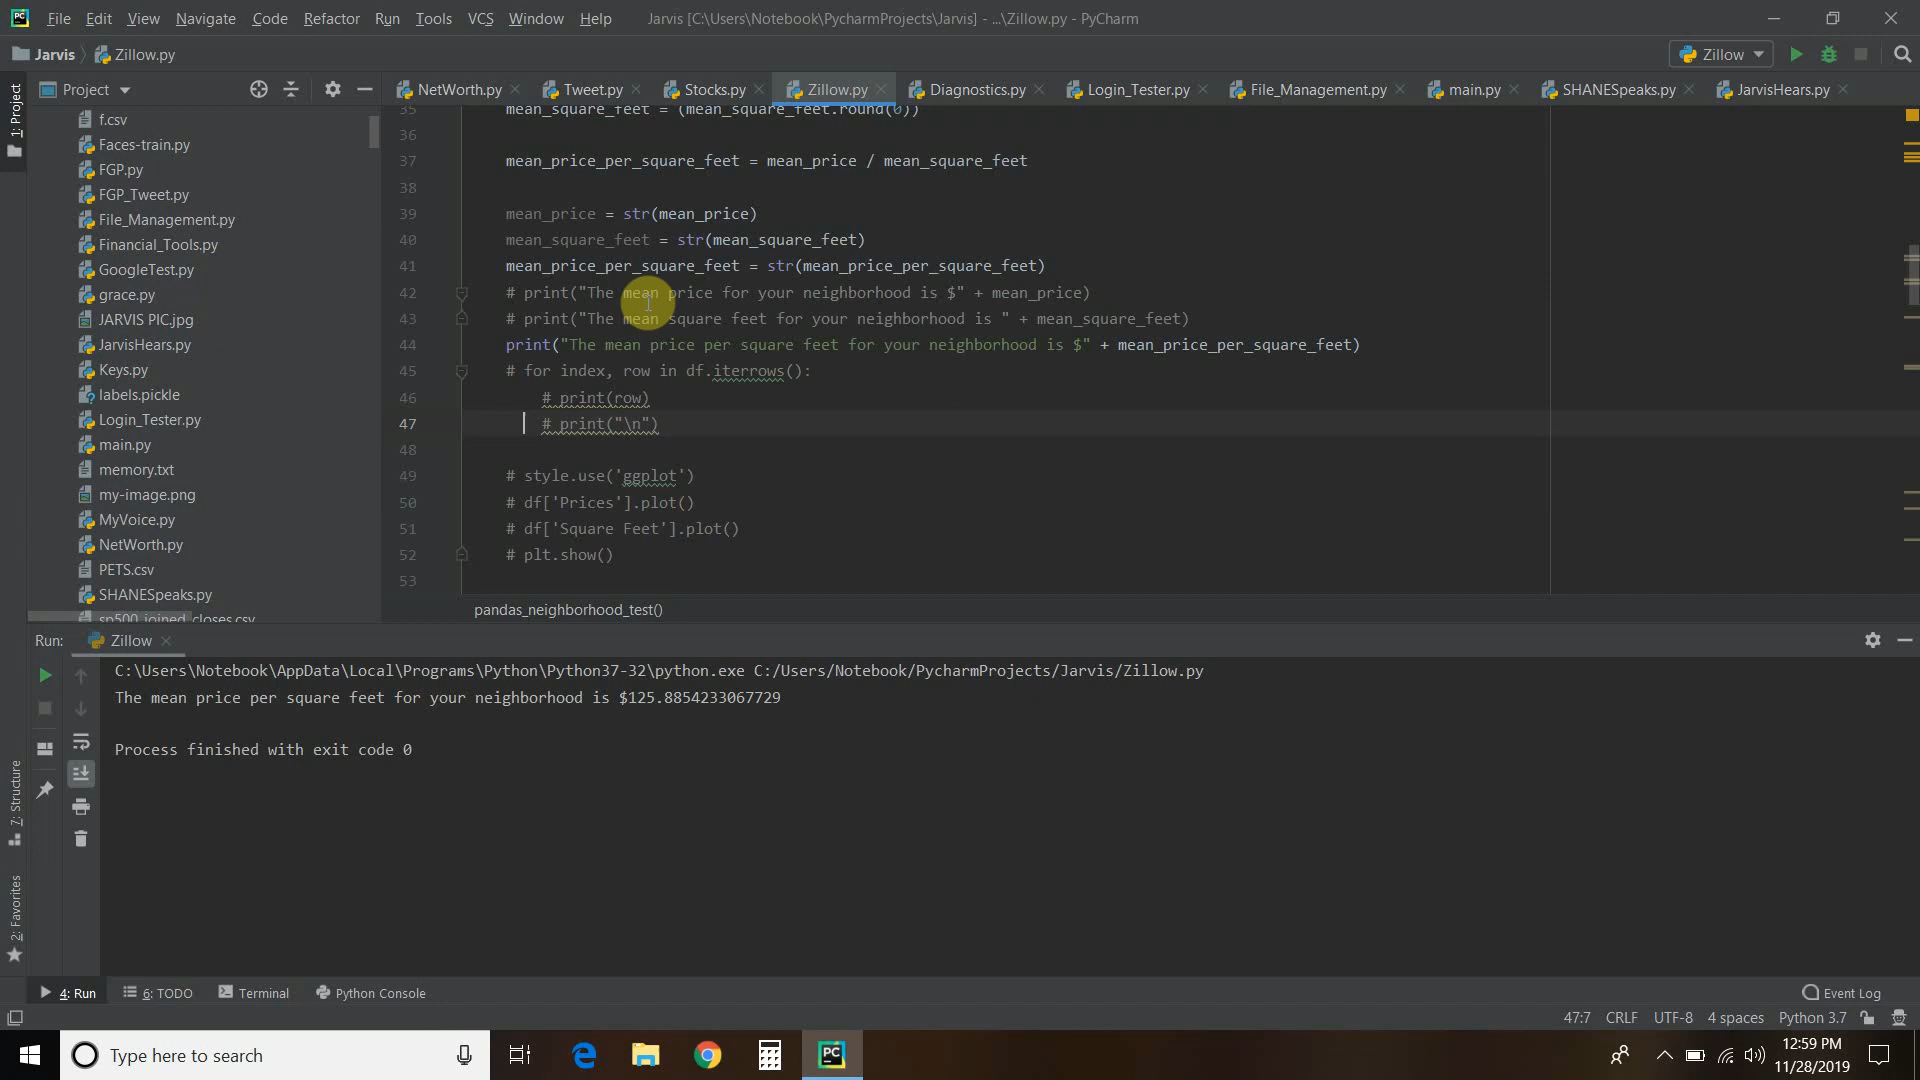 File Edit View Navigate Code Refactor Run Tools VCS Window Help Jarvis [C:\Users\Notebook\PycharmProjects\Jarvis] - ...\Zillow.py - PyCharm
Jarvis Zillow.py Zillow
Project NetWorth.py Tweet.py Stocks.py Zillow.py Diagnostics.py Login_Tester.py File_Management.py main.py SHANESpeaks.py JarvisHears.py
1: Project
f.csv
Faces-train.py
FGP.py
FGP_Tweet.py
File_Management.py
Financial_Tools.py
GoogleTest.py
grace.py
JARVIS PIC.jpg
JarvisHears.py
Keys.py
labels.pickle
Login_Tester.py
main.py
memory.txt
my-image.png
MyVoice.py
NetWorth.py
PETS.csv
SHANESpeaks.py
sp500_joined_closes.csv
35 mean_square_feet = (mean_square_feet.round(0))
36
37 mean_price_per_square_feet = mean_price / mean_square_feet
38
39 mean_price = str(mean_price)
40 mean_square_feet = str(mean_square_feet)
41 mean_price_per_square_feet = str(mean_price_per_square_feet)
42 # print("The mean price for your neighborhood is $" + mean_price)
43 # print("The mean square feet for your neighborhood is " + mean_square_feet)
44 print("The mean price per square feet for your neighborhood is $" + mean_price_per_square_feet)
45 # for index, row in df.iterrows():
46 # print(row)
47 # print("\n")
48
49 # style.use('ggplot')
50 # df['Prices'].plot()
51 # df['Square Feet'].plot()
52 # plt.show()
53
pandas_neighborhood_test()
Run: Zillow
C:\Users\Notebook\AppData\Local\Programs\Python\Python37-32\python.exe C:/Users/Notebook/PycharmProjects/Jarvis/Zillow.py
The mean price per square feet for your neighborhood is $125.8854233067729
Process finished with exit code 0
7: Structure
2: Favorites
4: Run 6: TODO Terminal Python Console Event Log
47:7 CRLF UTF-8 4 spaces Python 3.7
Type here to search
PC
12:59 PM
11/28/2019